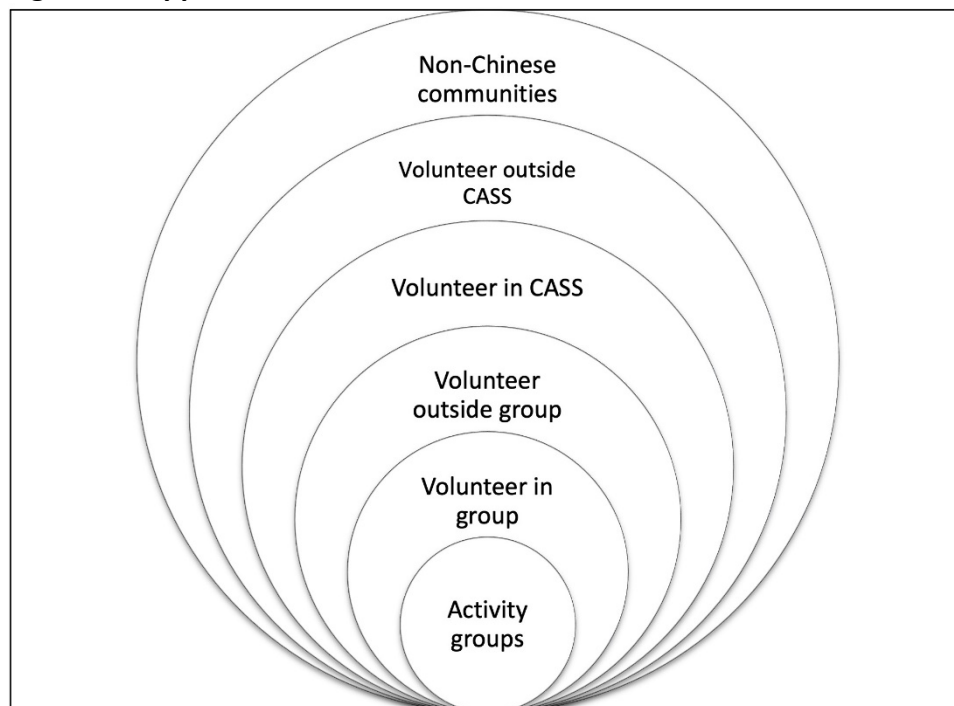 Non-Chinese
communities
Volunteer outside
CASS
Volunteer in CASS
Volunteer
outside group
Volunteer in
group
Activity
groups